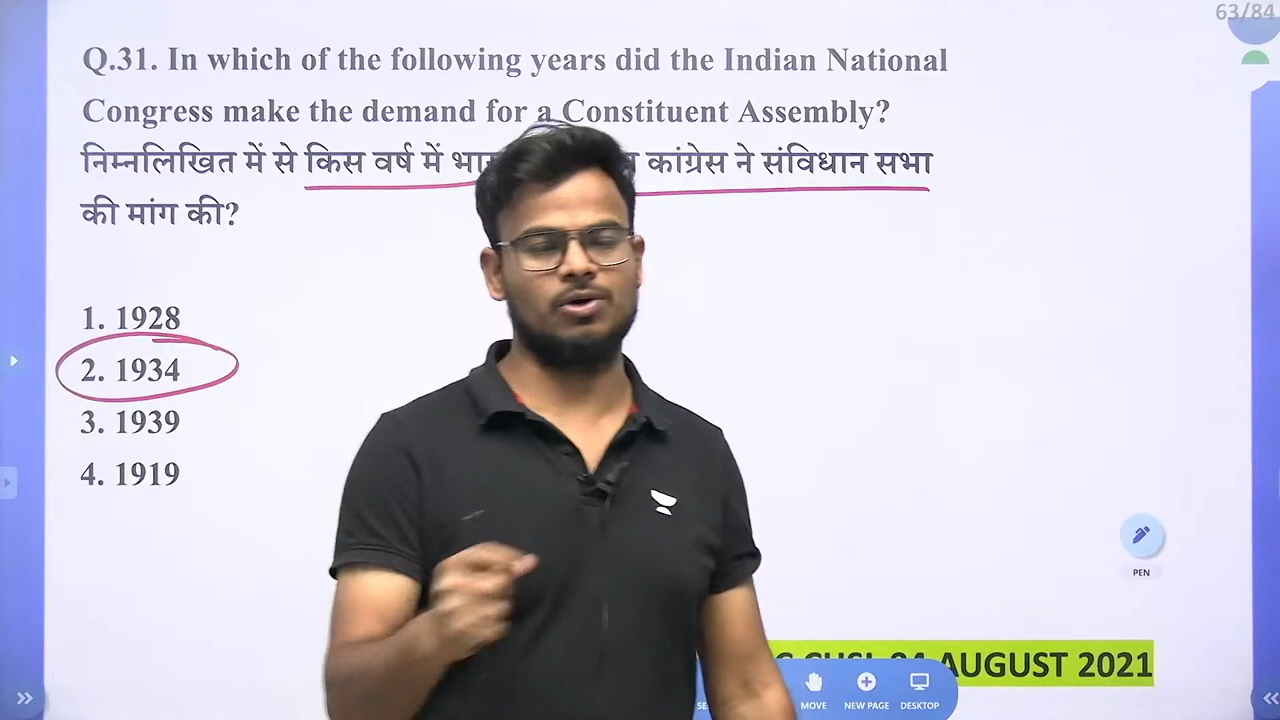 63/84
Q.31. In which of the following years did the Indian National
Congress make the demand for a Constituent Assembly?
निम्नलिखित में से किस वर्ष में कांग्रेस ने संविधान सभा
की मांग की?
1. 1928
2. 1934
3. 1939
4. 1919
PEN
AUGUST 2021
MOVE
NEW PAGE
DESKTOP